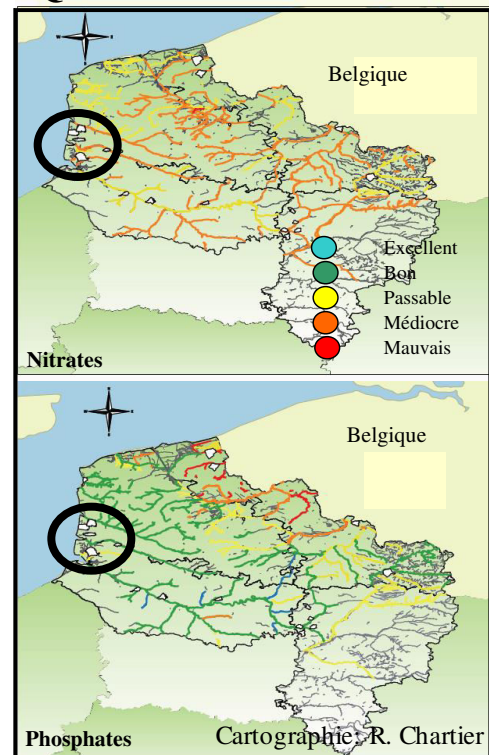 Belgique
Excellent
Bon
Passable
Médiocre
Mauvais
Nitrates
Belgique
Phosphates
Cartographie: R. Chartier